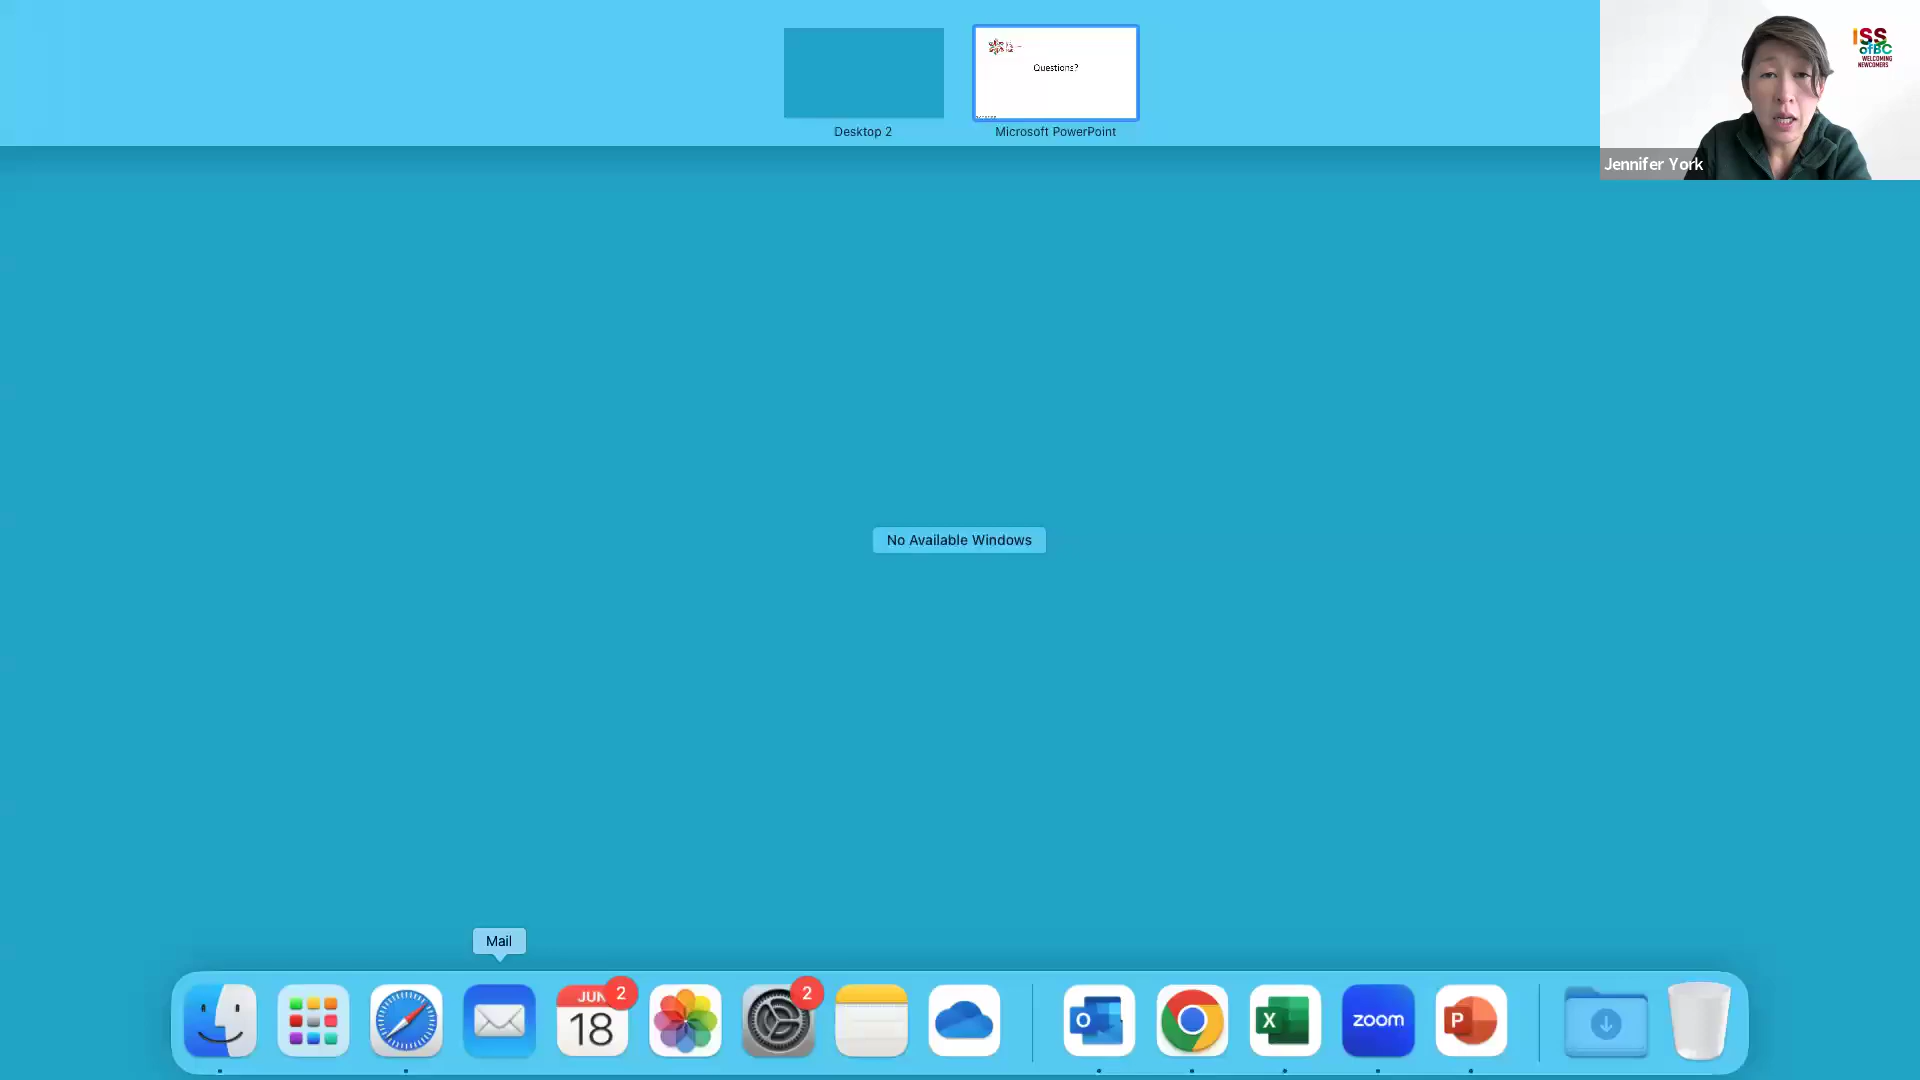 Questions?
Desktop 2
Microsoft PowerPoint
ISS
ofBC
WELCOMING
NEWCOMERS
Jennifer York
No Available Windows
Mail
JUN
2
18
2
O
X
zoom
P